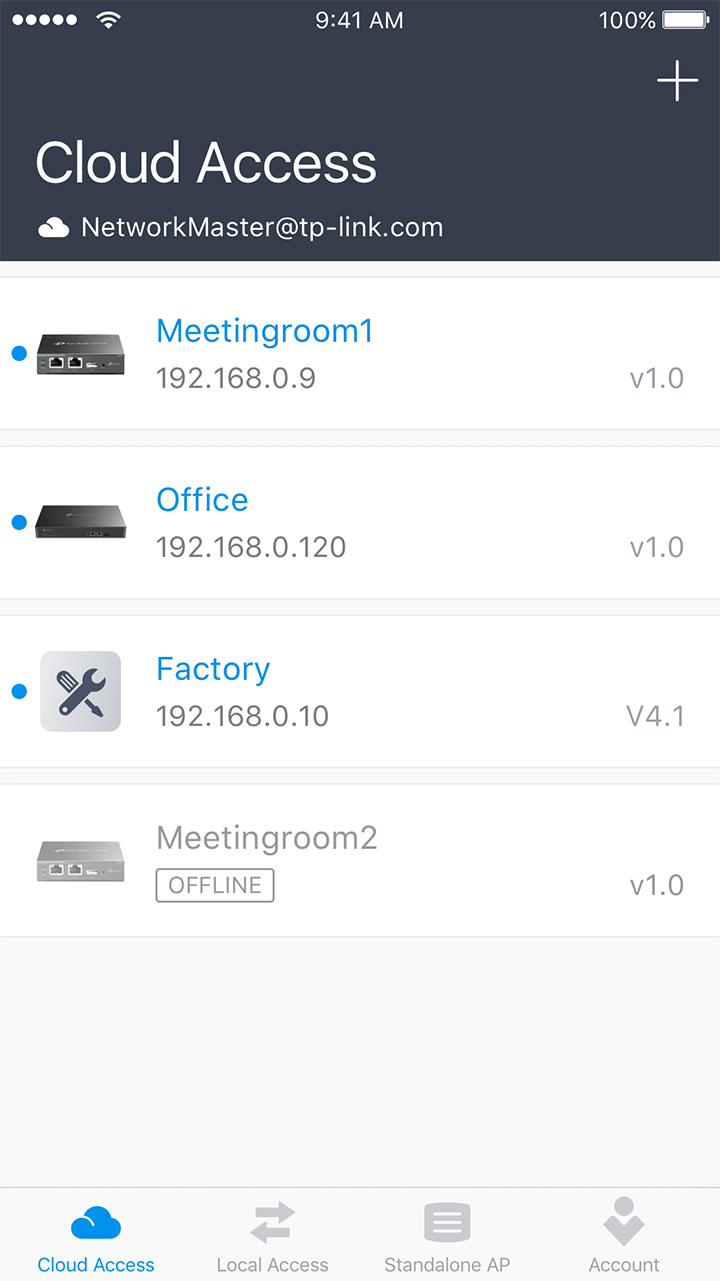 9:41 AM 100%
Cloud Access
NetworkMaster@tp-link.com
Meetingroom1
192.168.0.9 v1.0
Office
192.168.0.120 v1.0
Factory
192.168.0.10 V4.1
Meetingroom2
OFFLINE v1.0
Cloud Access Local Access Standalone AP Account